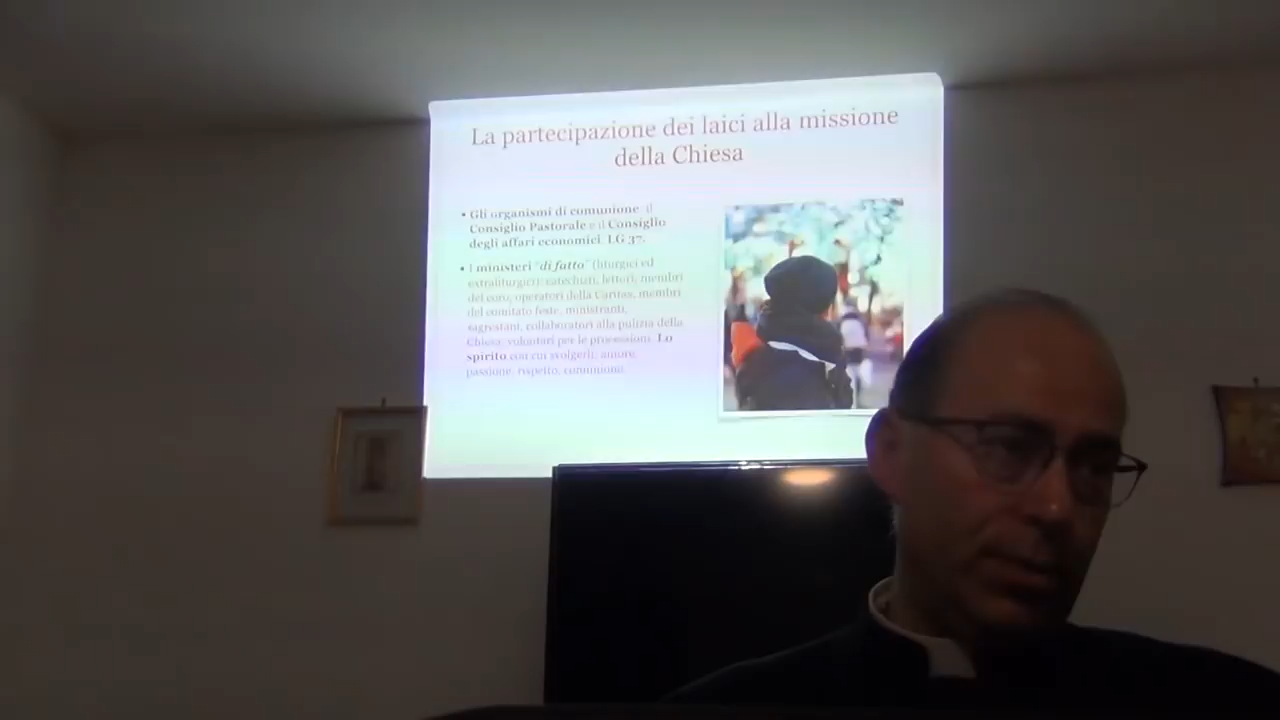 La partecipazione dei laici alla missione
della Chiesa
• Gli organismi di comunione: il
Consiglio Pastorale e il Consiglio
degli affari economici. LG 37.
• I ministeri "di fatto" (liturgici ed
extraliturgici): catechisti, lettori, membri
del coro, operatori della Caritas, membri
del comitato feste, ministranti,
sagrestani, collaboratori alla pulizia della
Chiesa, volontari per le processioni. Lo
spirito con cui svolgerli: amore,
passione, rispetto, comunione.